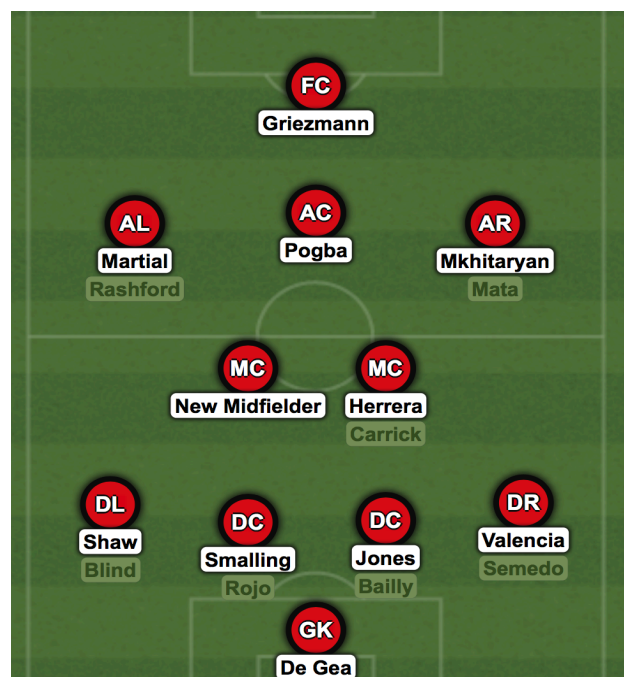 FC
Griezmann
AL
AC
AR
Martial
Pogba
Mkhitaryan
Rashford
Mata
MC
MC
New Midfielder
Herrera
Carrick
DL
DC
DC
DR
Shaw
Smalling
Jones
Valencia
Blind
Rojo
Bailly
Semedo
GK
De Gea